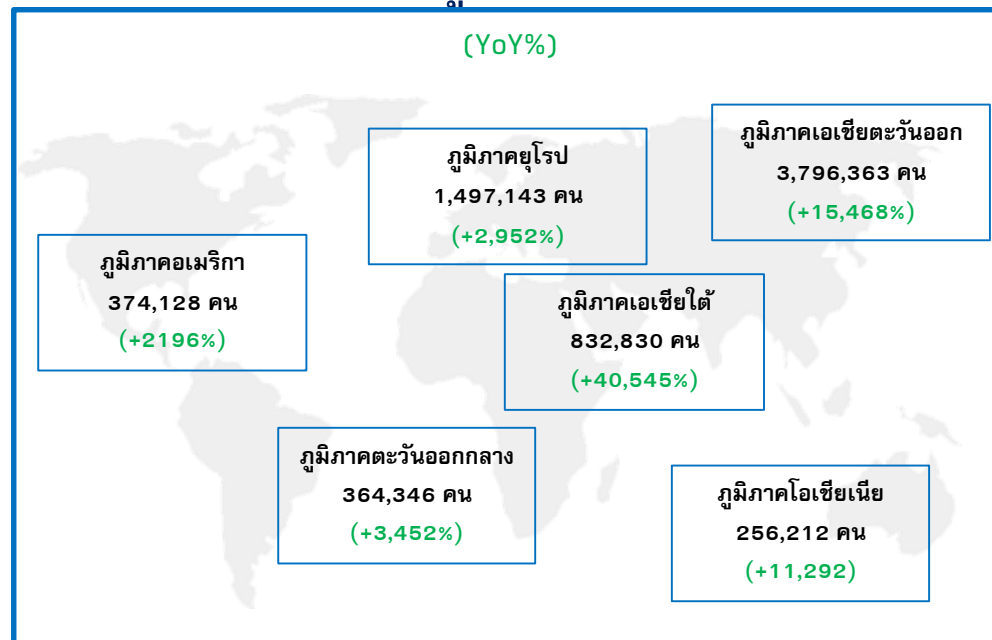 (YoY%)
ภูมิภาคเอเชียตะวันออก
3,796,363 คน
(+15,468%)
ภูมิภาคยุโรป
1,497,143 คน
(+2,952%)
ภูมิภาคอเมริกา
374,128 คน
(+2196%)
ภูมิภาคเอเชียใต้
832,830 คน
(+40,545%)
ภูมิภาคตะวันออกกลาง
364,346 คน
(+3,452%)
ภูมิภาคโอเชียเนีย
256,212 คน
(+11,292)